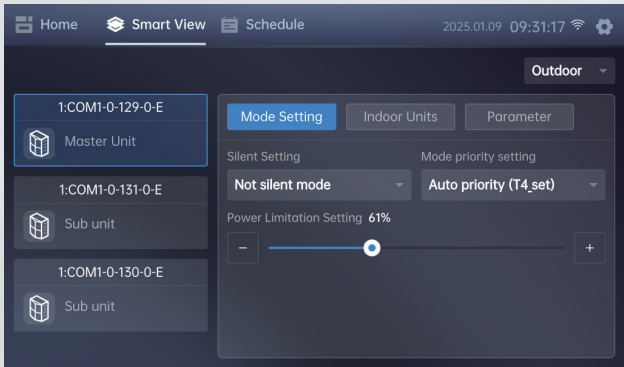 Home Smart View Schedule 2025.01.09 09:31:17
Outdoor
1:COM1-0-129-0-E
Master Unit
1:COM1-0-131-0-E
Sub unit
1:COM1-0-130-0-E
Sub unit
Mode Setting Indoor Units Parameter
Silent Setting Mode priority setting
Not silent mode Auto priority (T4_set)
Power Limitation Setting 61%
- +